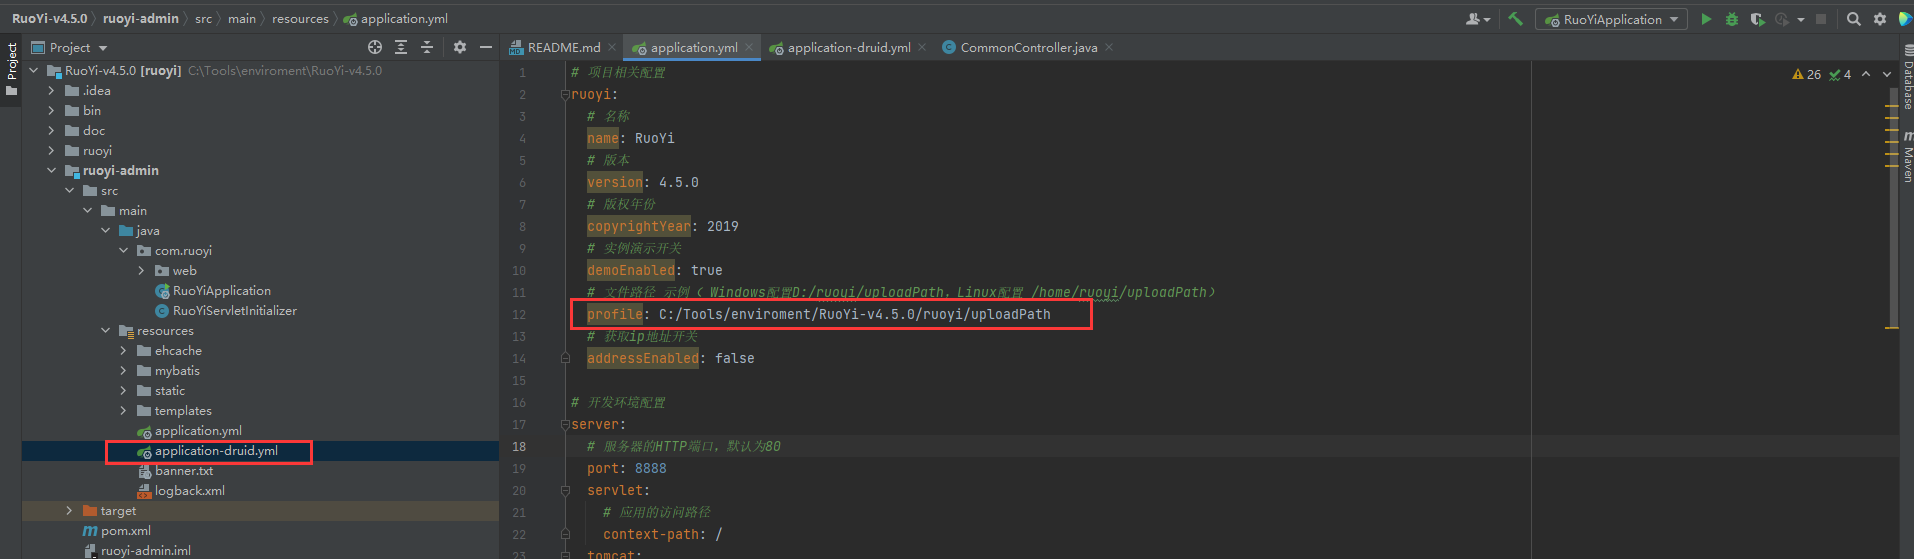 RuoYi-v4.5.0 ruoyi-admin src main resources application.yml
RuoYiApplication
Project
README.md application.yml application-druid.yml CommonController.java
Project
RuoYi-v4.5.0 [ruoyi] C:\Tools\enviroment\RuoYi-v4.5.0
.idea
bin
doc
ruoyi
ruoyi-admin
src
main
java
com.ruoyi
web
RuoYiApplication
RuoYiServletInitializer
resources
ehcache
mybatis
static
templates
application.yml
application-druid.yml
banner.txt
logback.xml
target
pom.xml
ruoyi-admin.iml
1 # 项目相关配置
2 ruoyi:
3 # 名称
4 name: RuoYi
5 # 版本
6 version: 4.5.0
7 # 版权年份
8 copyrightYear: 2019
9 # 实例演示开关
10 demoEnabled: true
11 # 文件路径 示例（ Windows配置D:/ruoyi/uploadPath，Linux配置 /home/ruoyi/uploadPath）
12 profile: C:/Tools/enviroment/RuoYi-v4.5.0/ruoyi/uploadPath
13 # 获取ip地址开关
14 addressEnabled: false
15
16 # 开发环境配置
17 server:
18 # 服务器的HTTP端口，默认为80
19 port: 8888
20 servlet:
21 # 应用的访问路径
22 context-path: /
23 tomcat:
26 4
Database
Maven